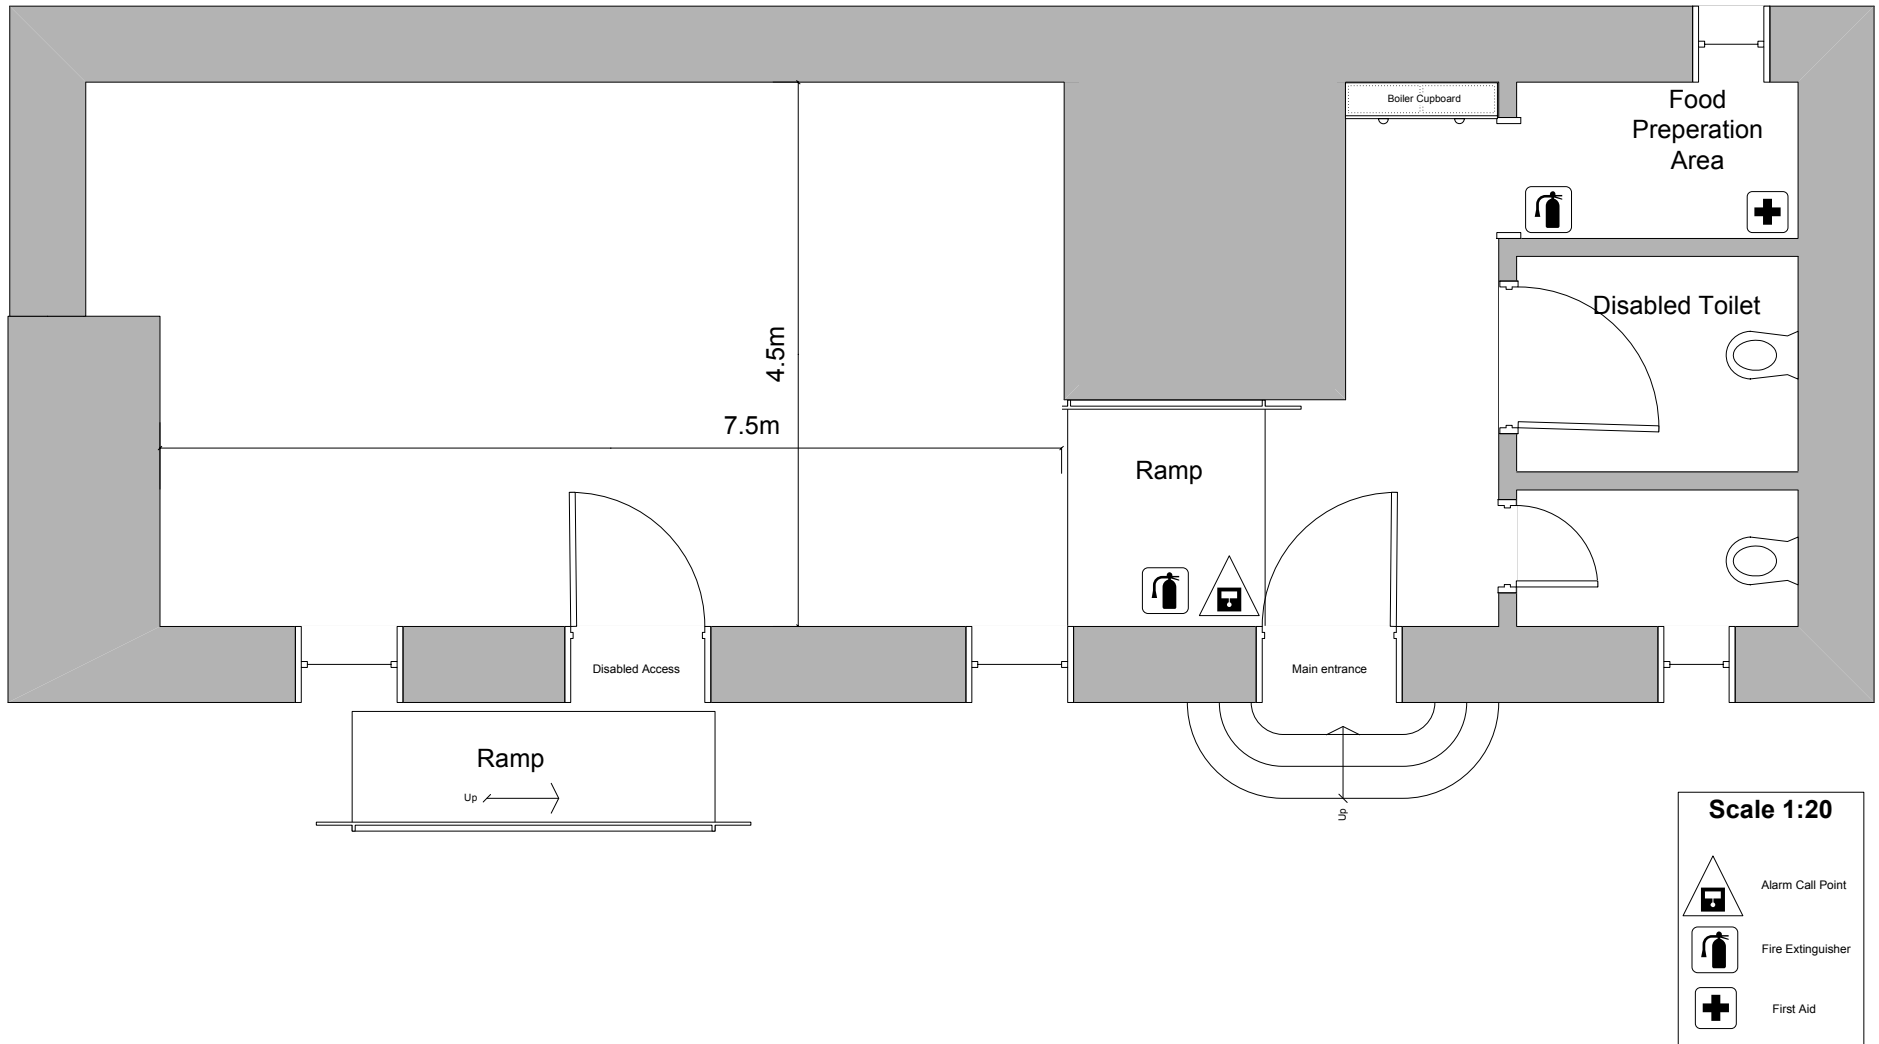 Boiler Cupboard
Food
Preperation
Area
Disabled Toilet
4.5m
7.5m
Ramp
Disabled Access
Main entrance
Ramp
Up
Up
Scale 1:20
Alarm Call Point
Fire Extinguisher
First Aid